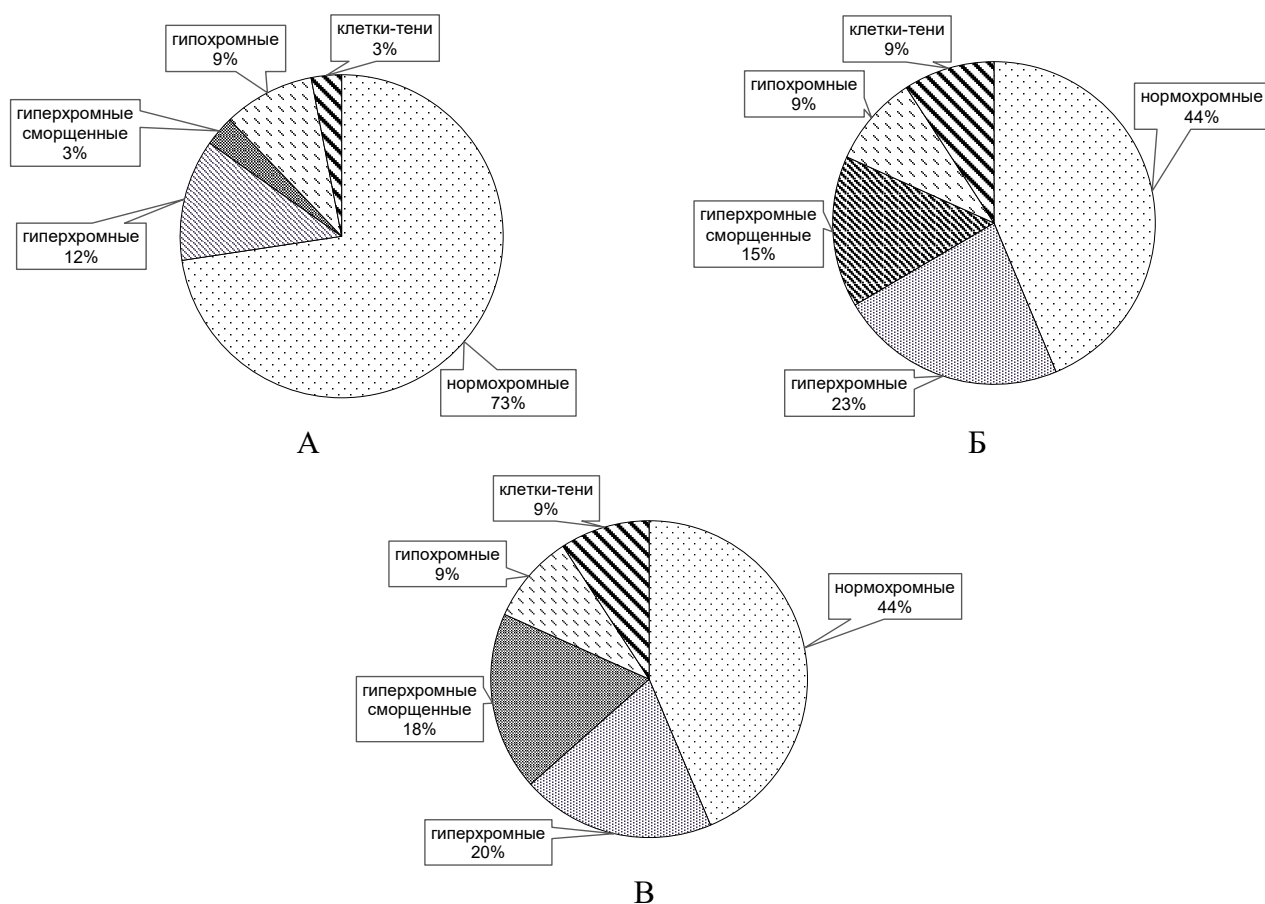 клетки-тени
3%
гипохромные
9%
гиперхромные
сморщенные
3%
гиперхромные
12%
нормохромные
73%
А
клетки-тени
9%
гипохромные
9%
нормохромные
44%
гиперхромные
сморщенные
15%
гиперхромные
23%
Б
клетки-тени
9%
гипохромные
9%
нормохромные
44%
гиперхромные
сморщенные
18%
гиперхромные
20%
В